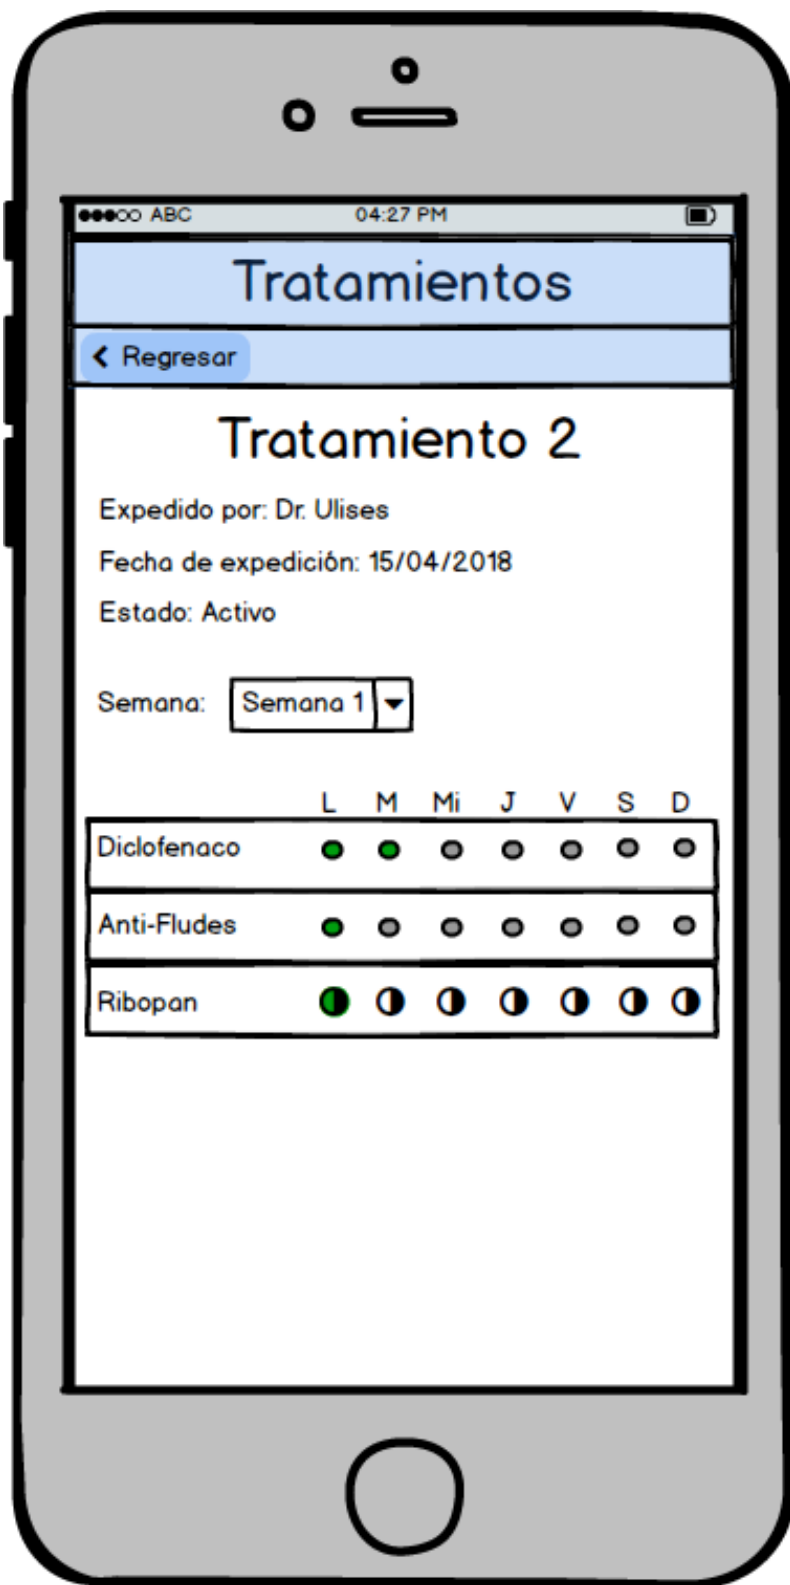 ABC 04:27 PM
Tratamientos
Regresar
Tratamiento 2
Expedido por: Dr. Ulises
Fecha de expedición: 15/04/2018
Estado: Activo
Semana: Semana 1
L M Mi J V S D
Diclofenaco
Anti-Fludes
Ribopan